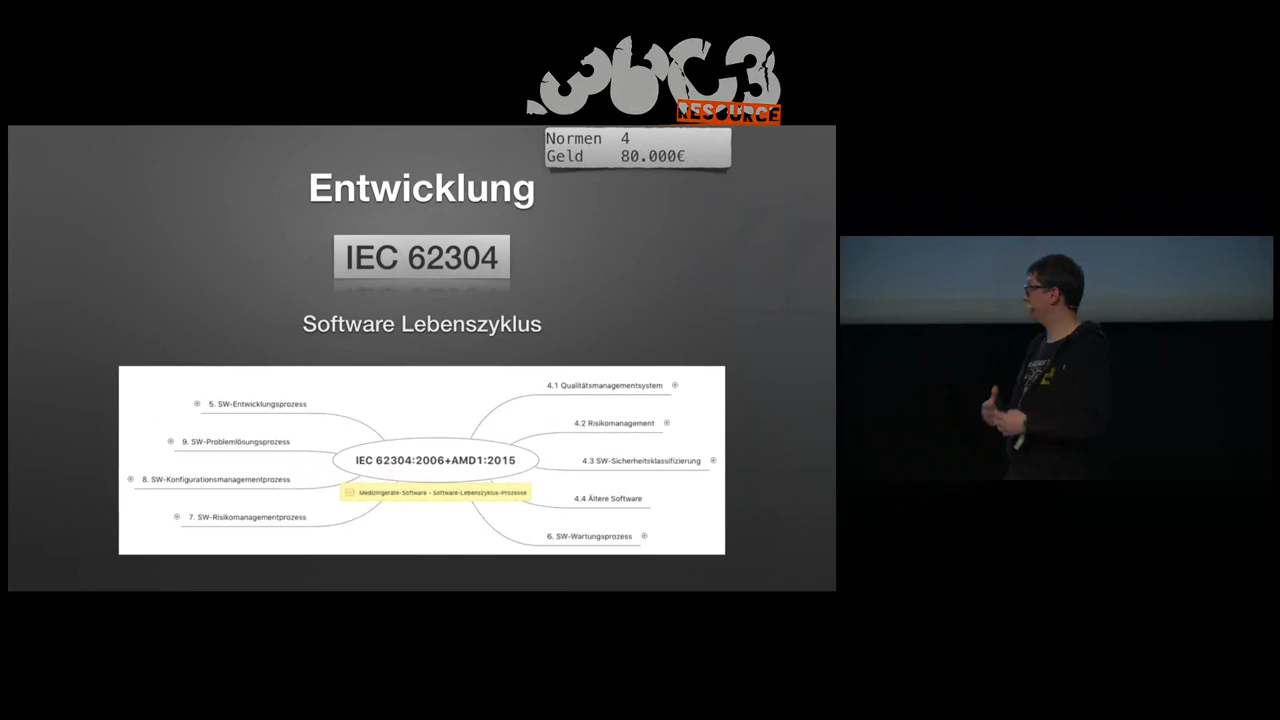 36C3
RESOURCE
Normen 4
Geld 80.000€
Entwicklung
IEC 62304
Software Lebenszyklus
5. SW-Entwicklungsprozess
9. SW-Problemlösungsprozess
8. SW-Konfigurationsmanagementprozess
7. SW-Risikomanagementprozess
IEC 62304:2006+AMD1:2015
Medizingeräte-Software - Software-Lebenszyklus-Prozesse
4.1 Qualitätsmanagementsystem
4.2 Risikomanagement
4.3 SW-Sicherheitsklassifizierung
4.4 Ältere Software
6. SW-Wartungsprozess